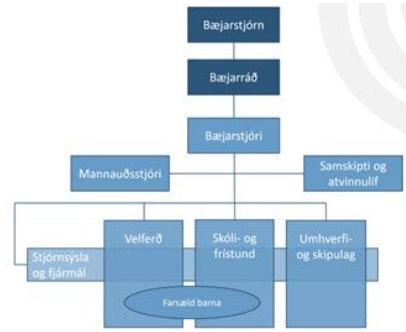 Bæjarstjórn
Bæjarráð
Bæjarstjóri
Mannauðsstjóri
Samskipti og
atvinnulíf
Velferð
Skóli- og
frístund
Umhverfi-
og skipulag
Stjórnsýsla
og fjármál
Farsæld barna